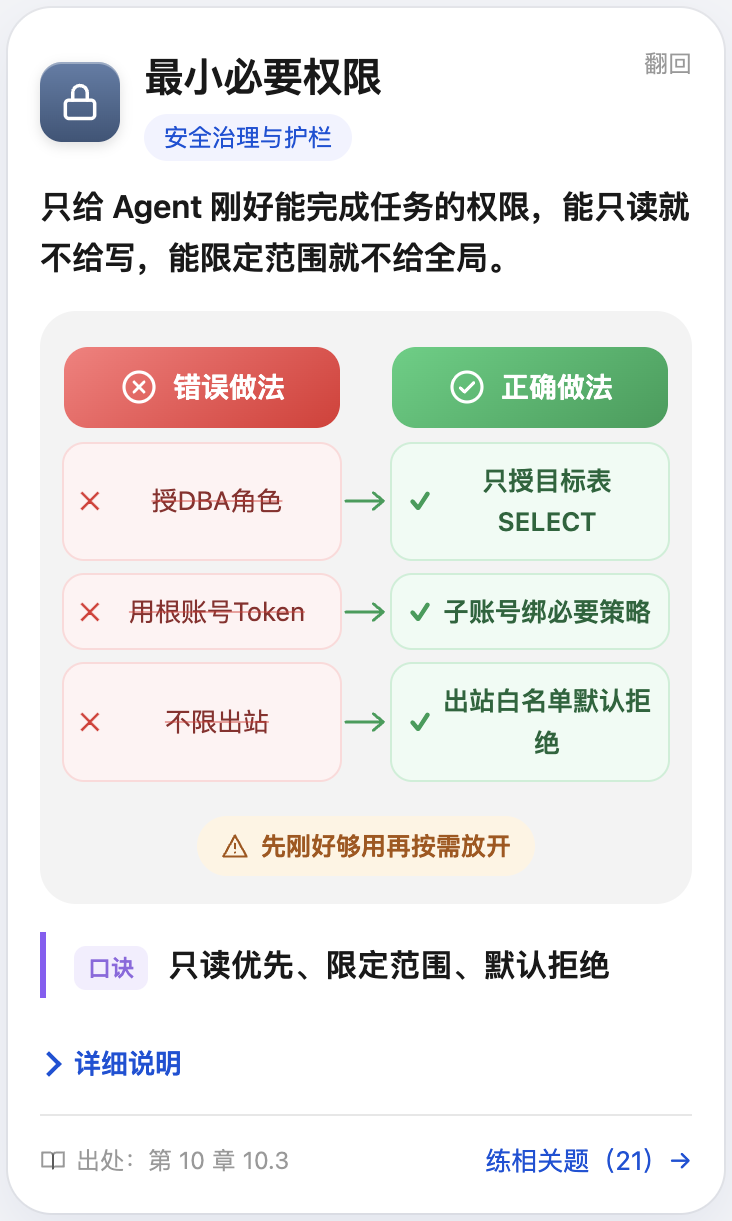 最小必要权限
翻回
安全治理与护栏
只给 Agent 刚好能完成任务的权限，能只读就
不给写，能限定范围就不给全局。
错误做法
正确做法
授DBA角色
只授目标表
SELECT
用根账号Token
子账号绑必要策略
不限出站
出站白名单默认拒
绝
先刚好够用再按需放开
口诀
只读优先、限定范围、默认拒绝
详细说明
出处：第 10 章 10.3
练相关题（21）